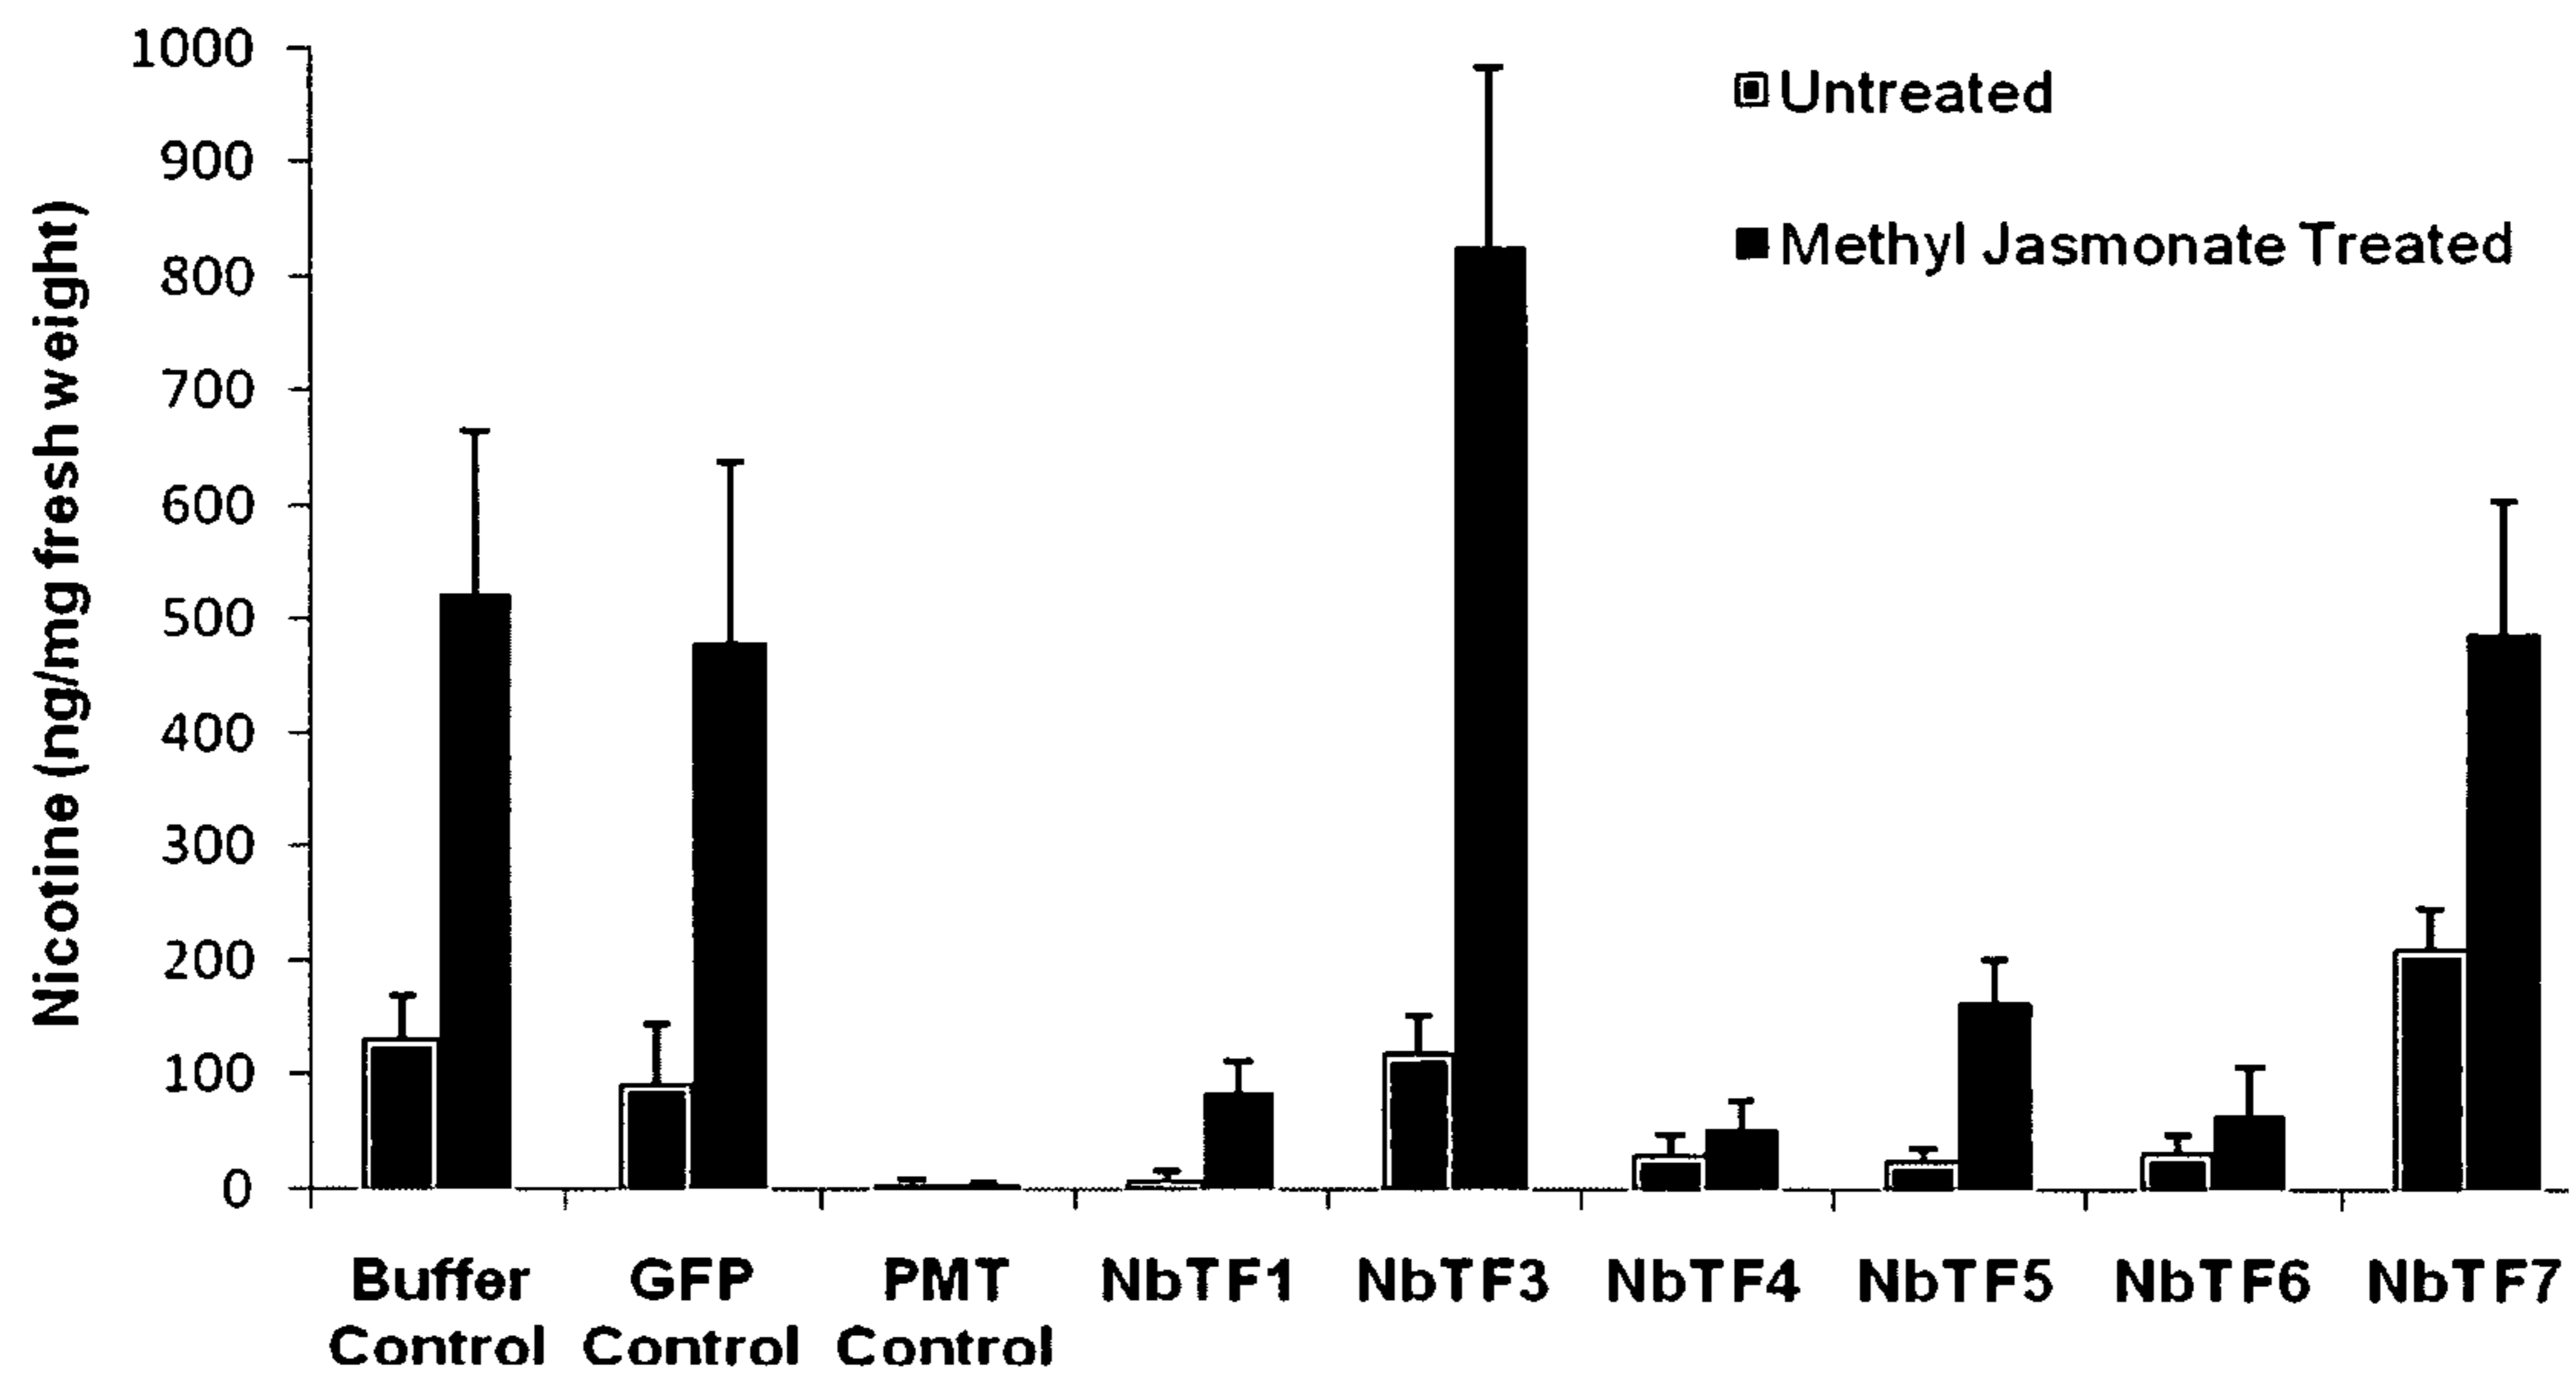 1000
900
800
700
600
500
400
300
200
100
0
Nicotine (ng/mg fresh weight)
Untreated
Methyl Jasmonate Treated
Buffer Control
GFP Control
PMT Control
NbTF1
NbTF3
NbTF4
NbTF5
NbTF6
NbTF7